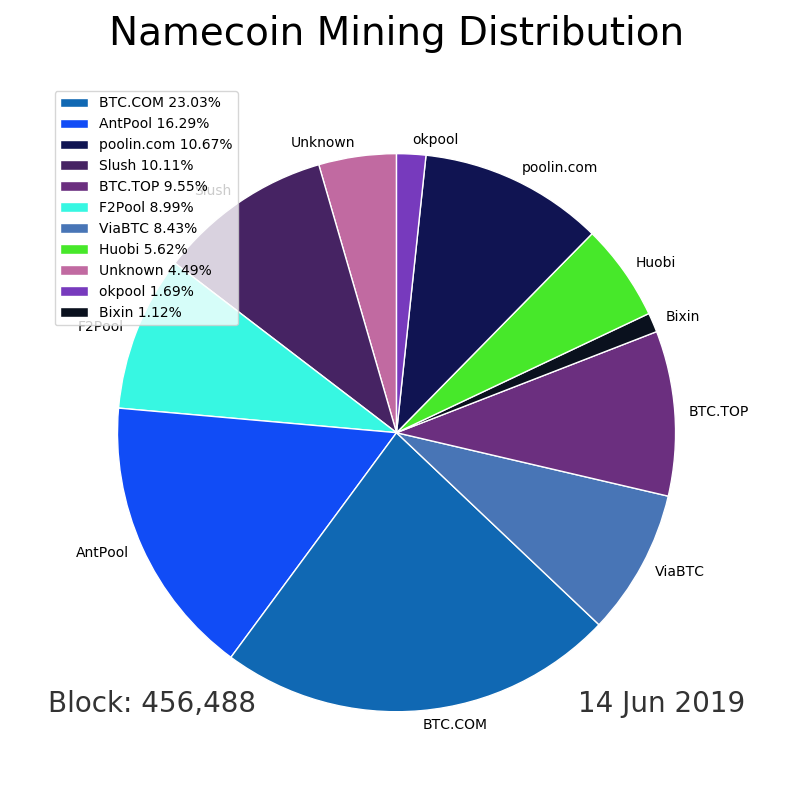 Namecoin Mining Distribution
BTC.COM 23.03%
AntPool 16.29%
poolin.com 10.67%
Slush 10.11%
BTC.TOP 9.55%
F2Pool 8.99%
ViaBTC 8.43%
Huobi 5.62%
Unknown 4.49%
okpool 1.69%
Bixin 1.12%
Unknown
okpool
poolin.com
Slush
Huobi
Bixin
F2Pool
BTC.TOP
AntPool
ViaBTC
BTC.COM
Block: 456,488
14 Jun 2019